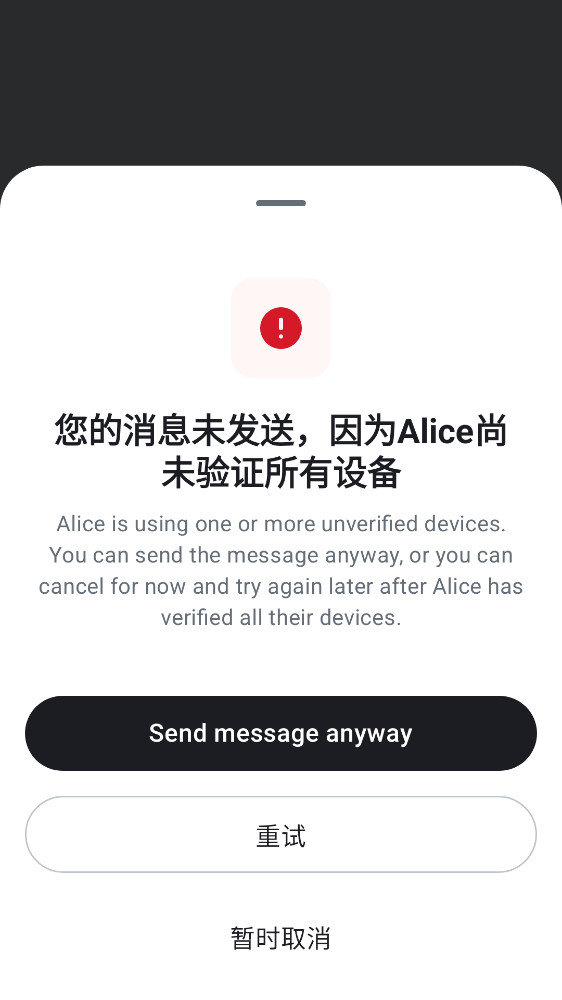 您的消息未发送，因为Alice尚
未验证所有设备
Alice is using one or more unverified devices.
You can send the message anyway, or you can
cancel for now and try again later after Alice has
verified all their devices.
Send message anyway
重试
暂时取消